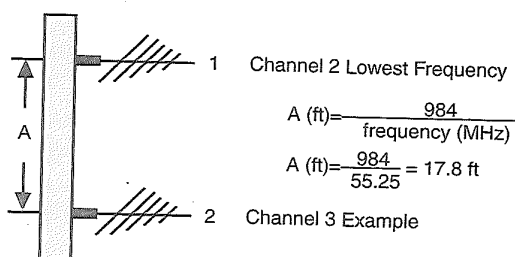 1 Channel 2 Lowest Frequency
A (ft)= 984
frequency (MHz)
A
A (ft)= 984 = 17.8 ft
55.25
2 Channel 3 Example